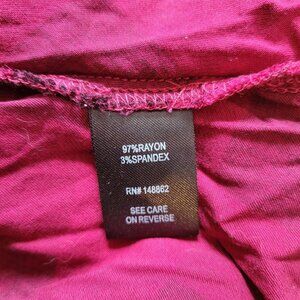 97%RAYON
3%SPANDEX
RN# 148862
SEE CARE
ON REVERSE